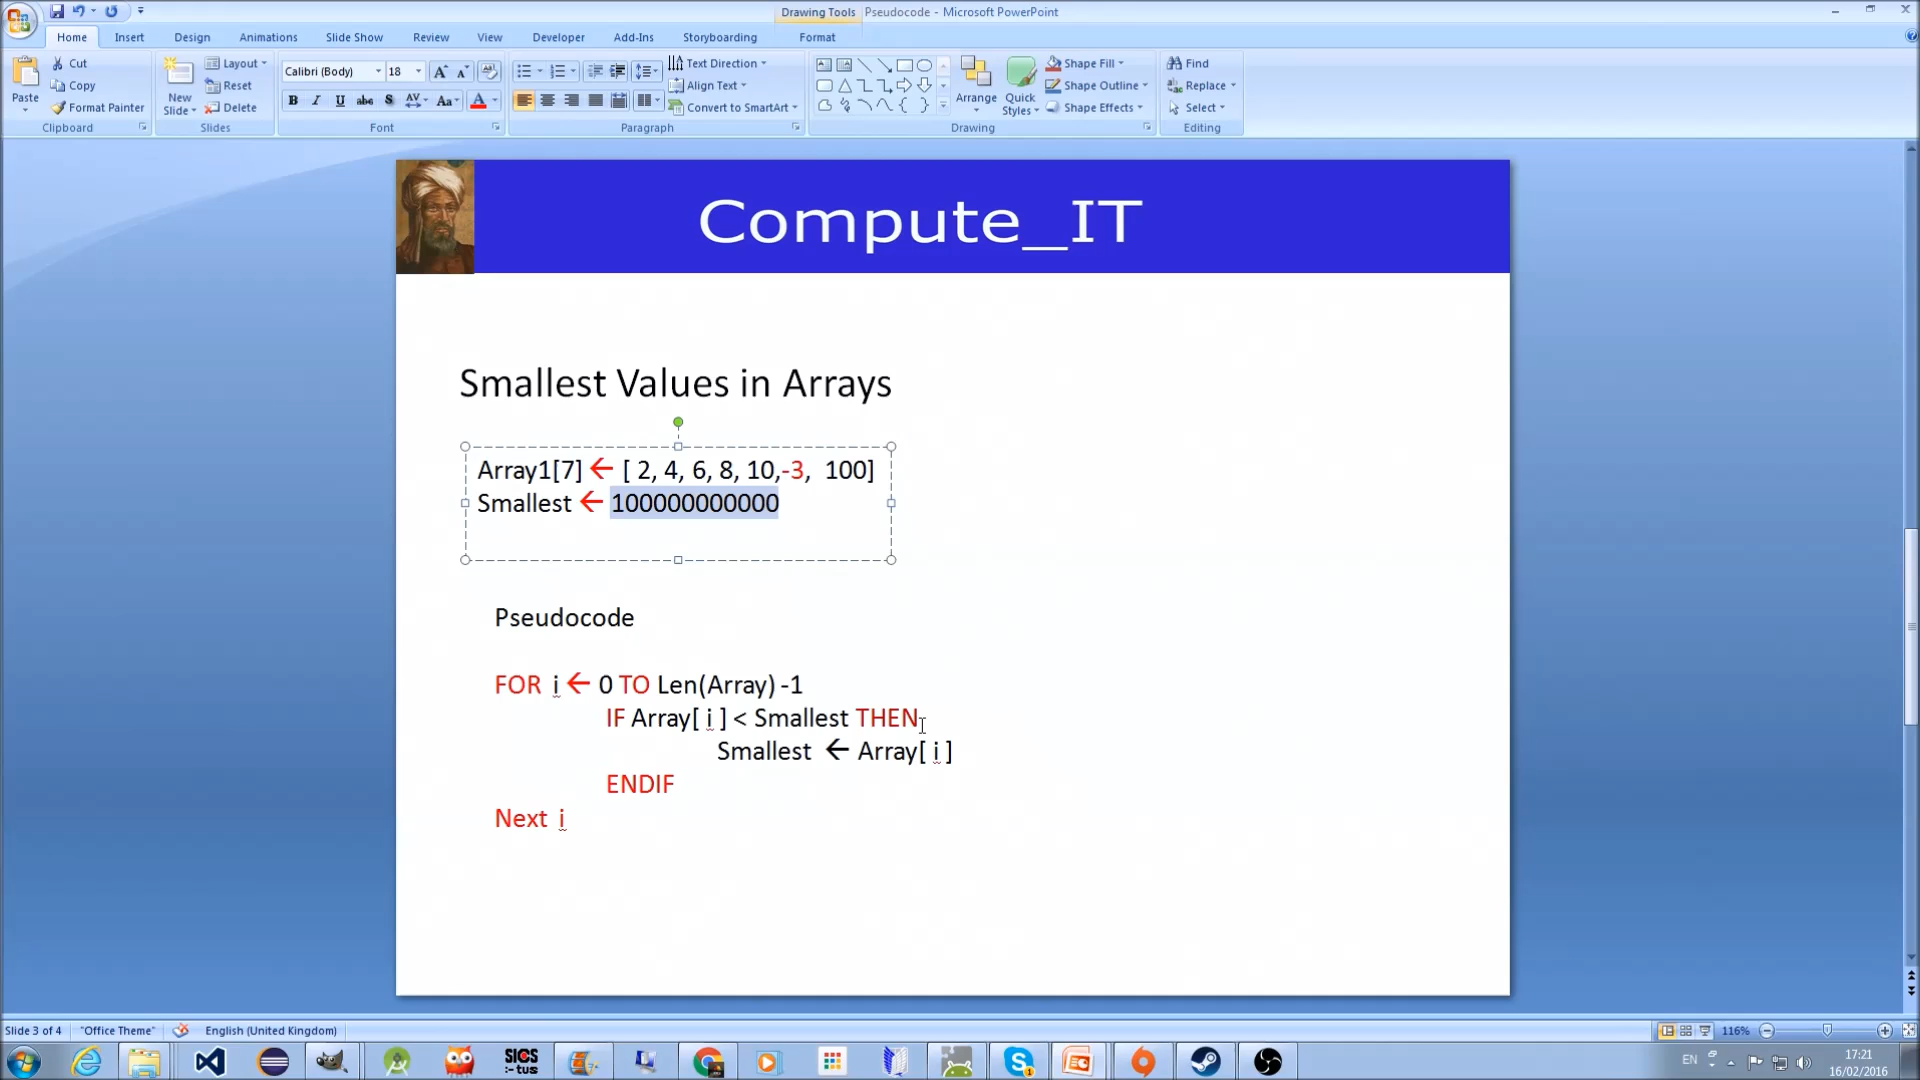 Drawing Tools Pseudocode - Microsoft PowerPoint
Home Insert Design Animations Slide Show Review View Developer Add-Ins Storyboarding Format
Paste
Cut
Copy
Format Painter
Clipboard
New Slide
Layout
Reset
Delete
Slides
Calibri (Body) 18
B I U abc S AV Aa A
Font
Text Direction
Align Text
Convert to SmartArt
Paragraph
Arrange
Quick Styles
Shape Fill
Shape Outline
Shape Effects
Drawing
Find
Replace
Select
Editing
Compute_IT
Smallest Values in Arrays
Array1[7] ← [ 2, 4, 6, 8, 10,-3, 100]
Smallest ← 100000000000
Pseudocode
FOR i ← 0 TO Len(Array) -1
IF Array[ i ] < Smallest THEN
Smallest ← Array[ i ]
ENDIF
Next i
Slide 3 of 4 "Office Theme" English (United Kingdom) 116%
SICS
:-tus
EN
17:21
16/02/2016